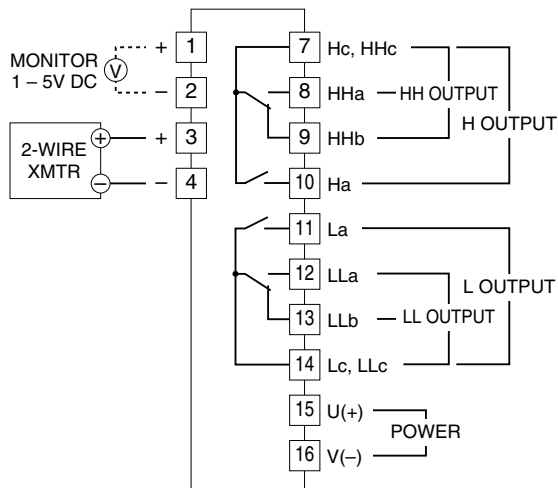 MONITOR
1 – 5V DC
V
+
–
1
2
2-WIRE
XMTR
+
–
+
–
3
4
7 Hc, HHc
8 HHa
9 HHb
10 Ha
HH OUTPUT
H OUTPUT
11 La
12 LLa
13 LLb
14 Lc, LLc
LL OUTPUT
L OUTPUT
15 U(+)
16 V(–)
POWER